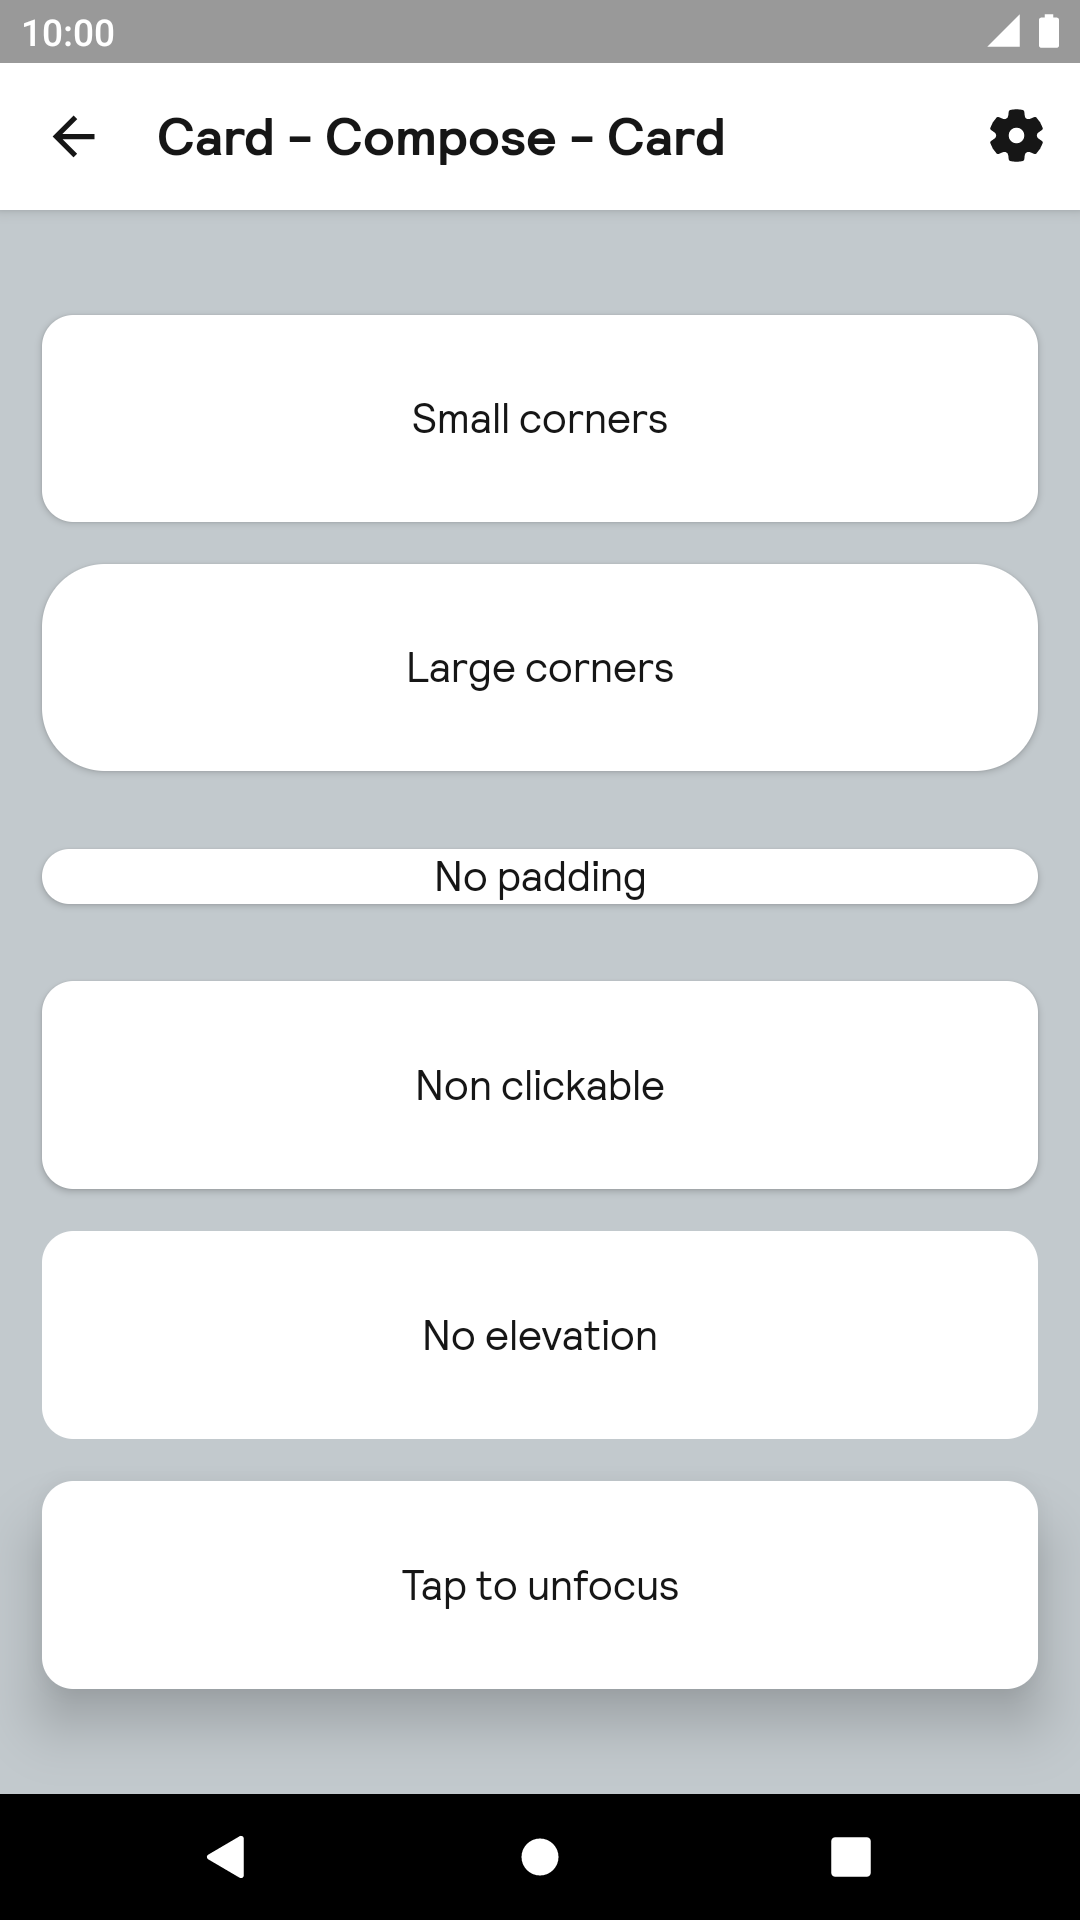 10:00
Card - Compose - Card
Small corners
Large corners
No padding
Non clickable
No elevation
Tap to unfocus